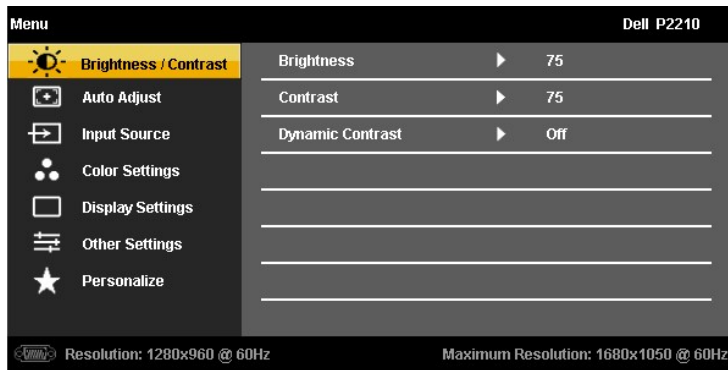 Menu Dell P2210
Brightness / Contrast Brightness 75
Auto Adjust Contrast 75
Input Source Dynamic Contrast Off
Color Settings
Display Settings
Other Settings
Personalize
Resolution: 1280x960 @ 60Hz Maximum Resolution: 1680x1050 @ 60Hz